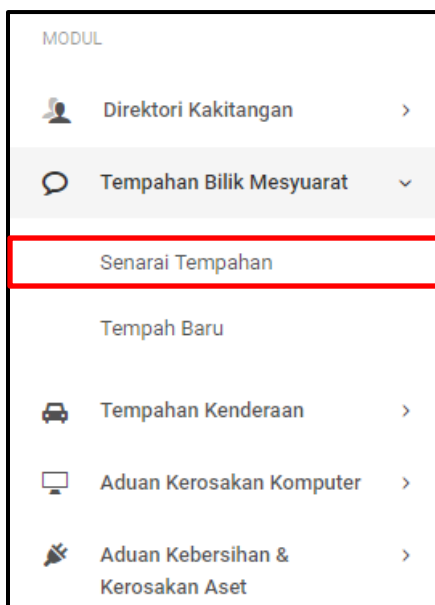 MODUL
Direktori Kakitangan
Tempahan Bilik Mesyuarat
Senarai Tempahan
Tempah Baru
Tempahan Kenderaan
Aduan Kerosakan Komputer
Aduan Kebersihan &
Kerosakan Aset